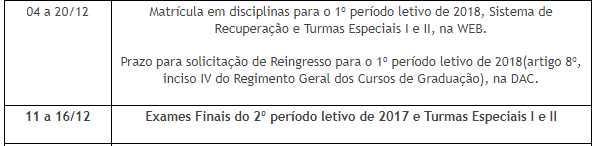 04 a 20/12
Matrícula em disciplinas para o 1º período letivo de 2018, Sistema de
Recuperação e Turmas Especiais I e II, na WEB.
Prazo para solicitação de Reingresso para o 1º período letivo de 2018(artigo 8º,
inciso IV do Regimento Geral dos Cursos de Graduação), na DAC.
11 a 16/12
Exames Finais do 2º período letivo de 2017 e Turmas Especiais I e II